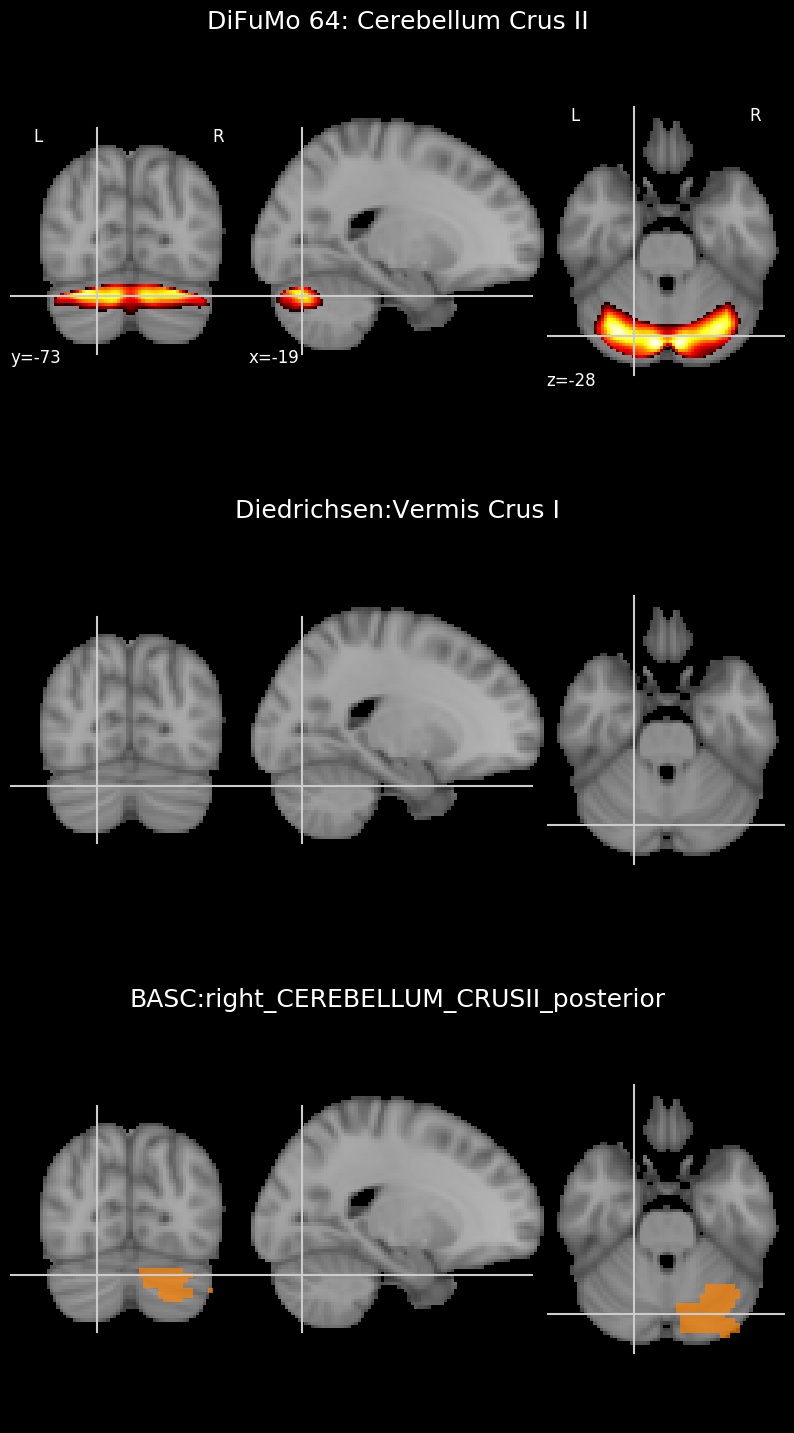 DiFuMo 64: Cerebellum Crus II
L R L R
y=-73 x=-19 z=-28
Diedrichsen:Vermis Crus I
BASC:right_CEREBELLUM_CRUSII_posterior